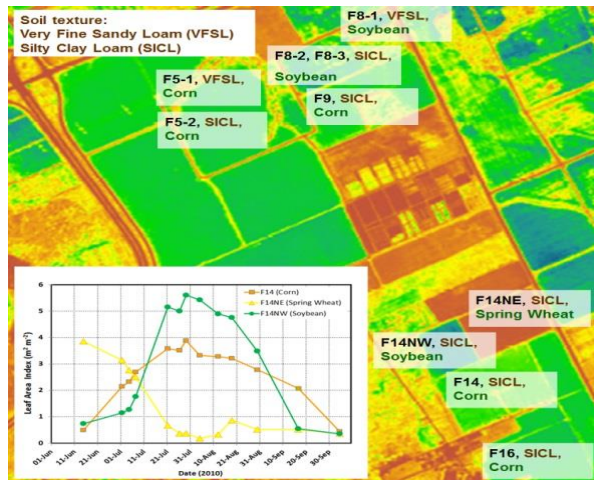 Soil texture:
Very Fine Sandy Loam (VFSL)
Silty Clay Loam (SICL)
F8-1, VFSL,
Soybean
F8-2, F8-3, SICL,
Soybean
F5-1, VFSL,
Corn
F9, SICL,
Corn
F5-2, SICL,
Corn
F14NE, SICL,
Spring Wheat
F14NW, SICL,
Soybean
F14, SICL,
Corn
F16, SICL,
Corn
F14 (Corn)
F14NE (Spring Wheat)
F14NW (Soybean)
Leaf Area Index (m² m⁻²)
6
5
4
3
2
1
0
01-Jun
11-Jun
21-Jun
01-Jul
11-Jul
21-Jul
31-Jul
10-Aug
21-Aug
31-Aug
10-Sep
20-Sep
30-Sep
Date (2010)